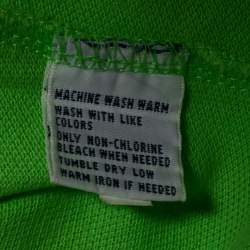 MACHINE WASH WARM
WASH WITH LIKE
COLORS
ONLY NON-CHLORINE
BLEACH WHEN NEEDED
TUMBLE DRY LOW
WARM IRON IF NEEDED